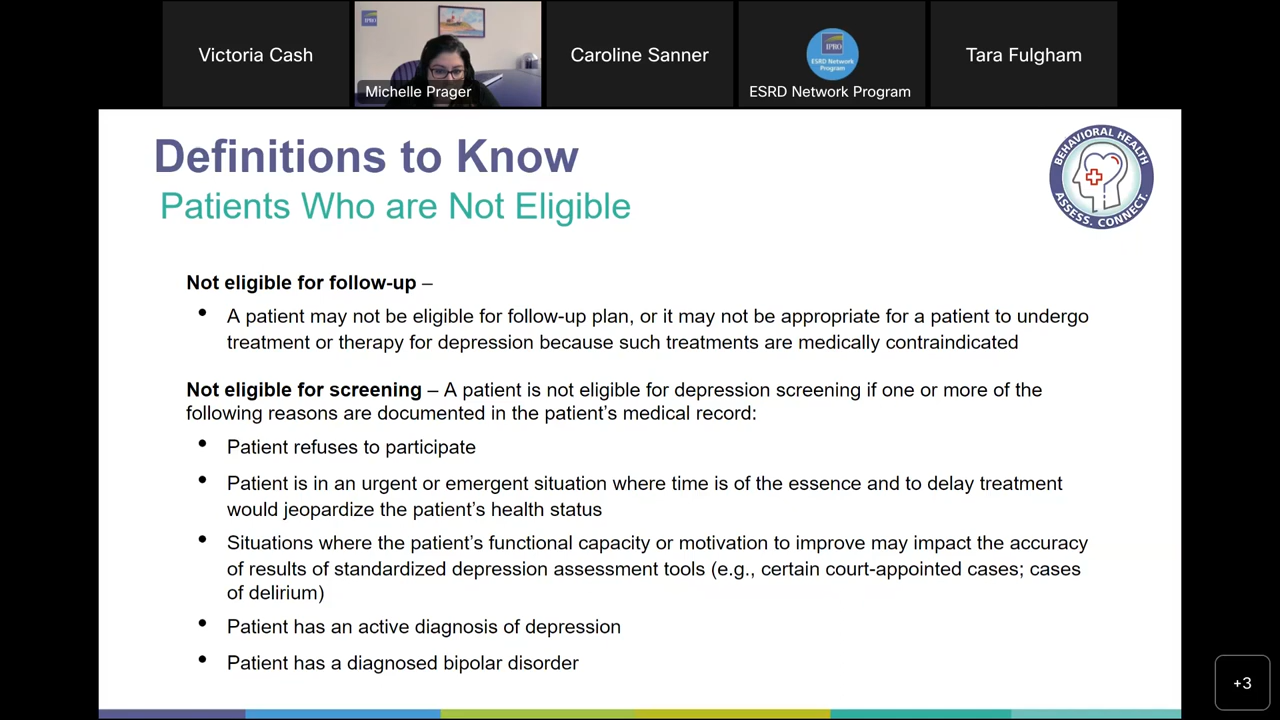 Victoria Cash
IPRO
Michelle Prager
Caroline Sanner
IPRO
ESRD Network
Program
ESRD Network Program
Tara Fulgham
Definitions to Know
Patients Who are Not Eligible
BEHAVIORAL HEALTH
ASSESS. CONNECT.
Not eligible for follow-up –
• A patient may not be eligible for follow-up plan, or it may not be appropriate for a patient to undergo
treatment or therapy for depression because such treatments are medically contraindicated
Not eligible for screening – A patient is not eligible for depression screening if one or more of the
following reasons are documented in the patient’s medical record:
• Patient refuses to participate
• Patient is in an urgent or emergent situation where time is of the essence and to delay treatment
would jeopardize the patient’s health status
• Situations where the patient’s functional capacity or motivation to improve may impact the accuracy
of results of standardized depression assessment tools (e.g., certain court-appointed cases; cases
of delirium)
• Patient has an active diagnosis of depression
• Patient has a diagnosed bipolar disorder
+3